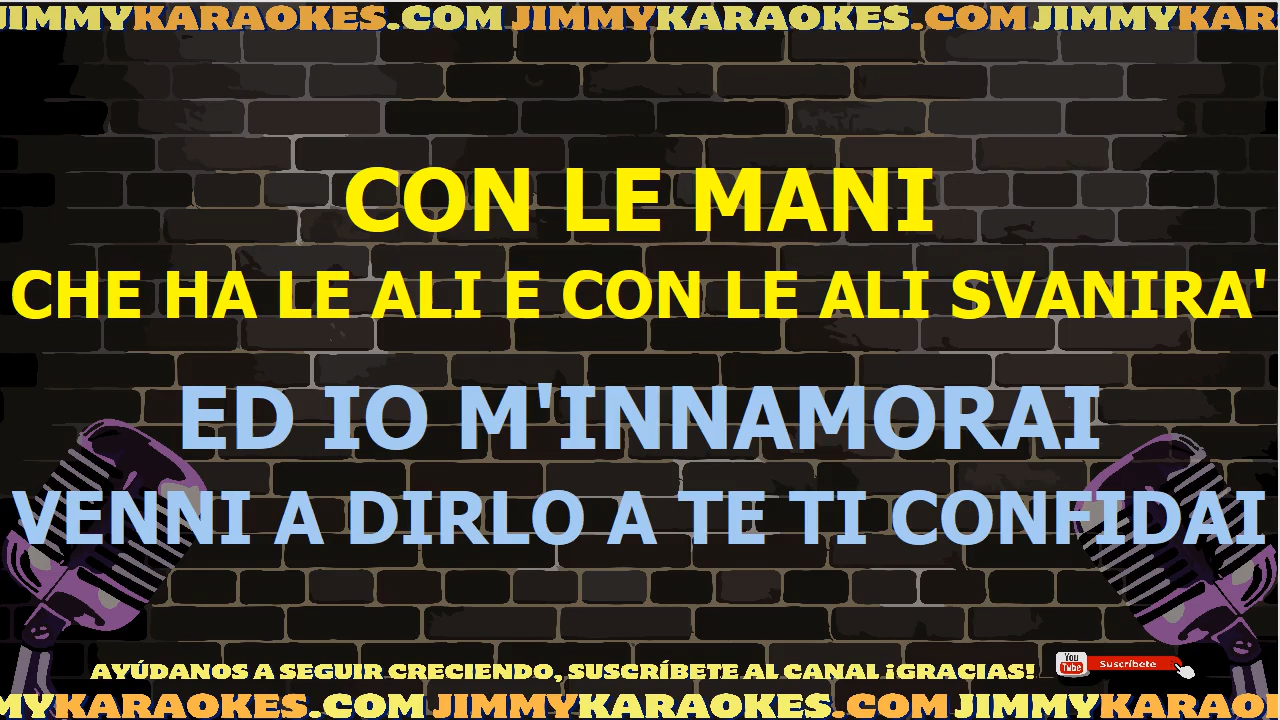 JIMMYKARAOKES.COM JIMMYKARAOKES.COM JIMMYKAR
CON LE MANI
CHE HA LE ALI E CON LE ALI SVANIRA'
ED IO M'INNAMORAI
VENNI A DIRLO A TE TI CONFIDAI
AYÚDANOS A SEGUIR CRECIENDO, SUSCRÍBETE AL CANAL ¡GRACIAS!
You
Tube
Suscríbete
MYKARAOKES.COM JIMMYKARAOKES.COM JIMMYKARAOK